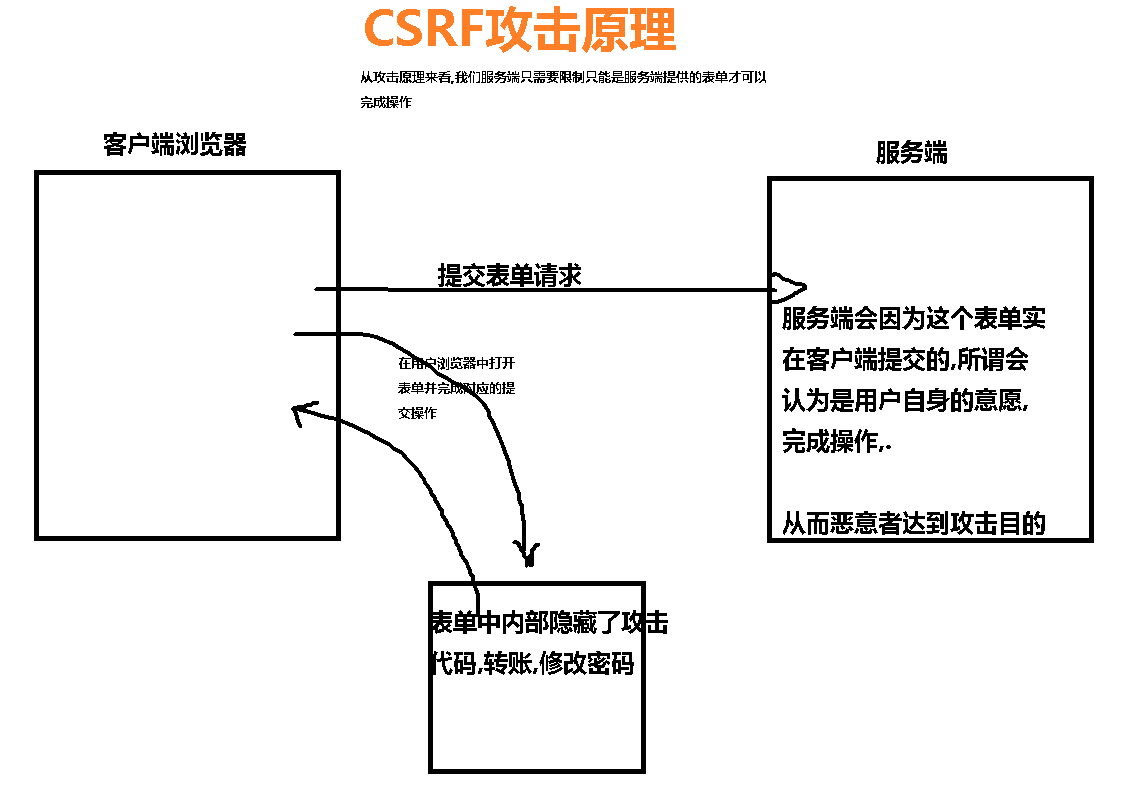 CSRF攻击原理
从攻击原理来看,我们服务端只需要限制只能是服务端提供的表单才可以
完成操作
客户端浏览器
服务端
提交表单请求
服务端会因为这个表单实
在客户端提交的,所谓会
认为是用户自身的意愿,
完成操作,.
从而恶意者达到攻击目的
在用户浏览器中打开
表单并完成对应的提
交操作
表单中内部隐藏了攻击
代码,转账,修改密码